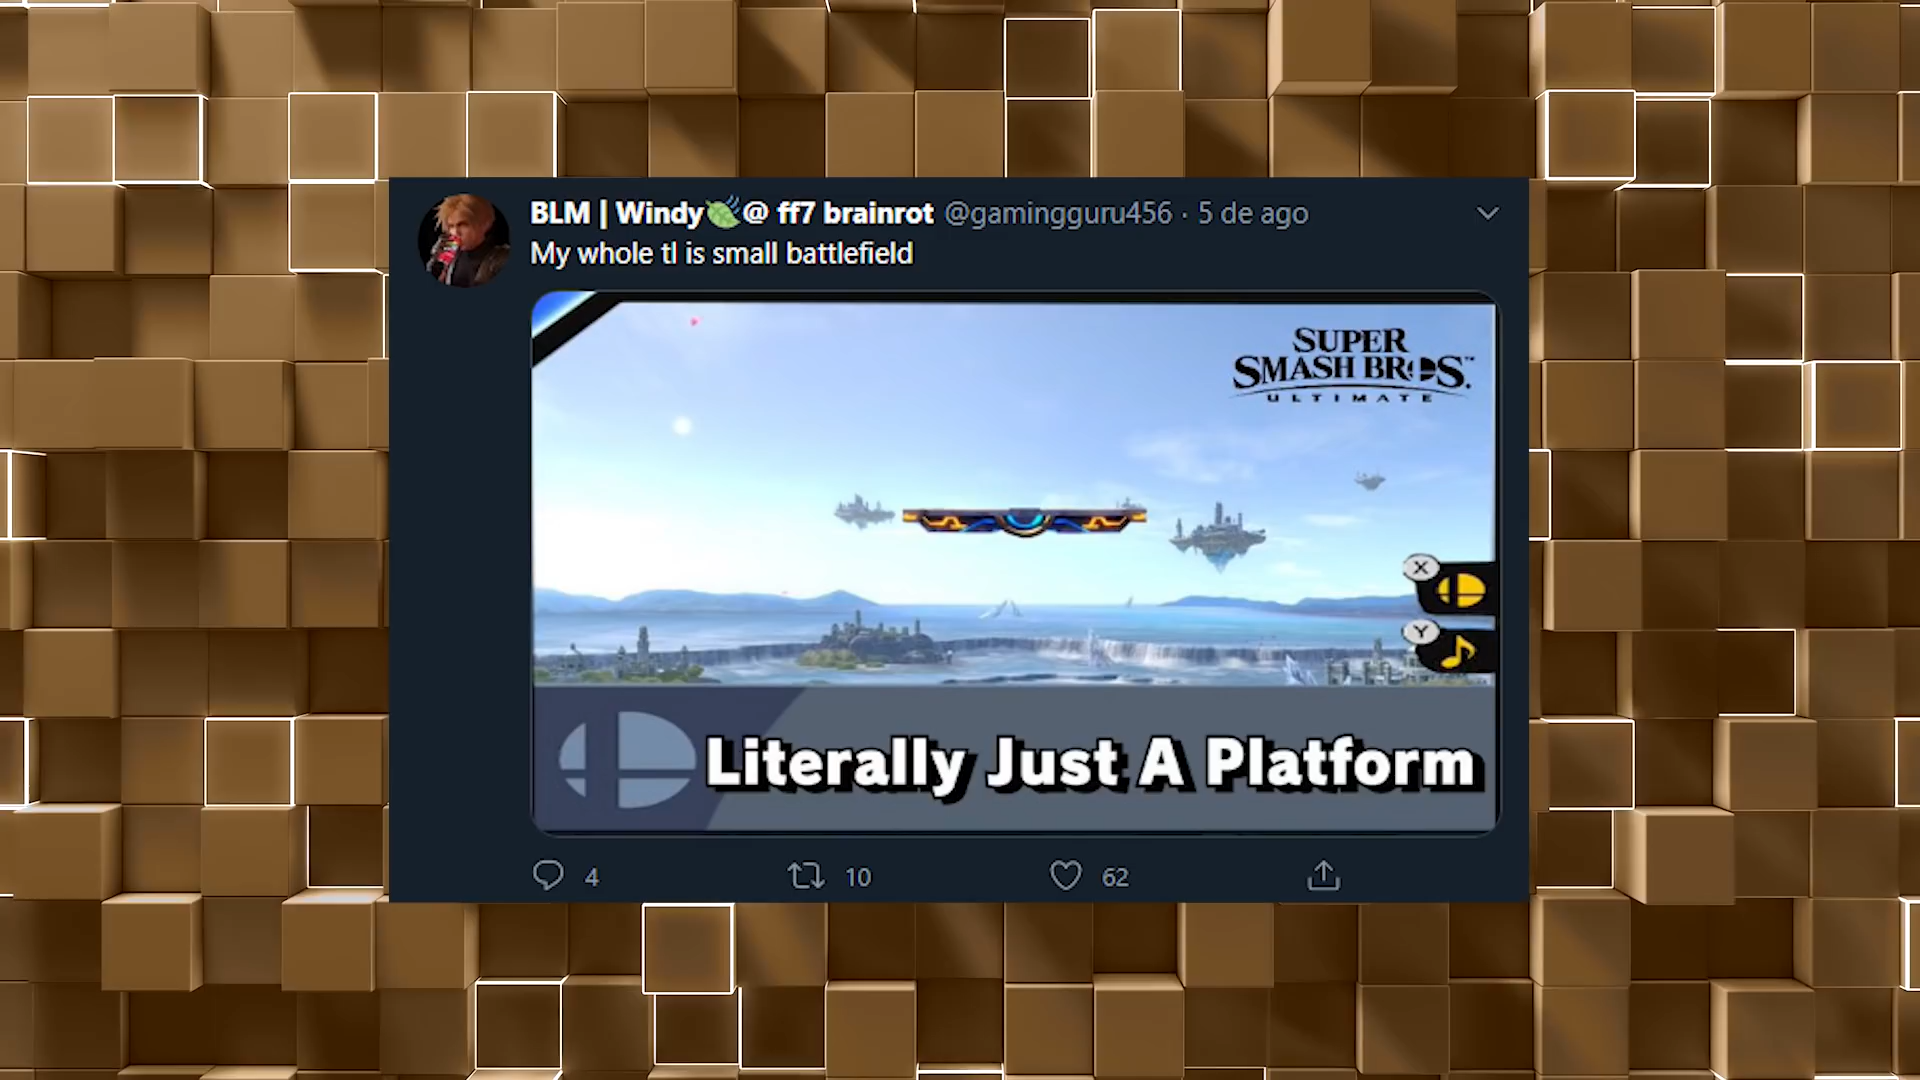 BLM | Windy🍃@ ff7 brainrot @gamingguru456 · 5 de ago
My whole tl is small battlefield
SUPER
SMASH BROS.™
ULTIMATE
X
Y
Literally Just A Platform
4 10 62